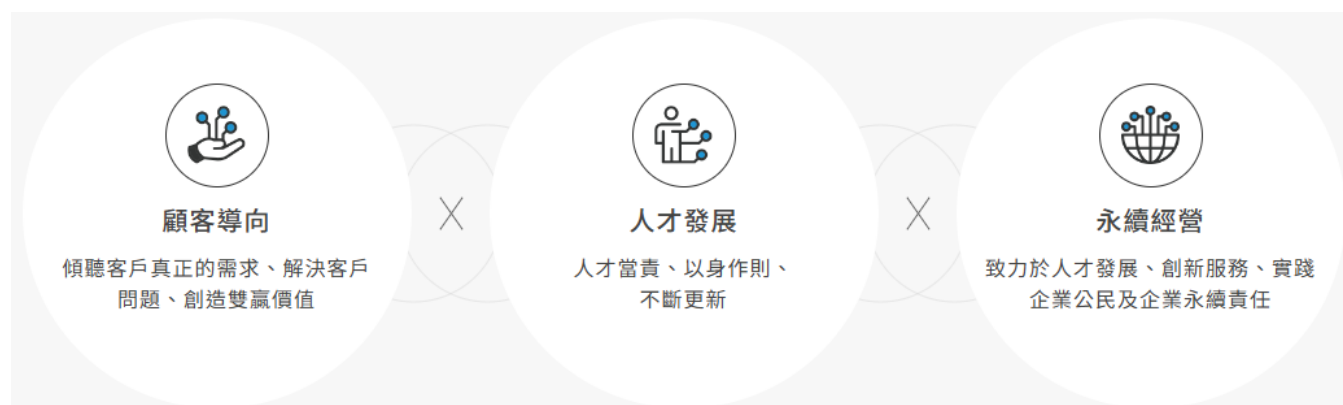 顧客導向
傾聽客戶真正的需求、解決客戶
問題、創造雙贏價值
X
人才發展
人才當責、以身作則、
不斷更新
X
永續經營
致力於人才發展、創新服務、實踐
企業公民及企業永續責任